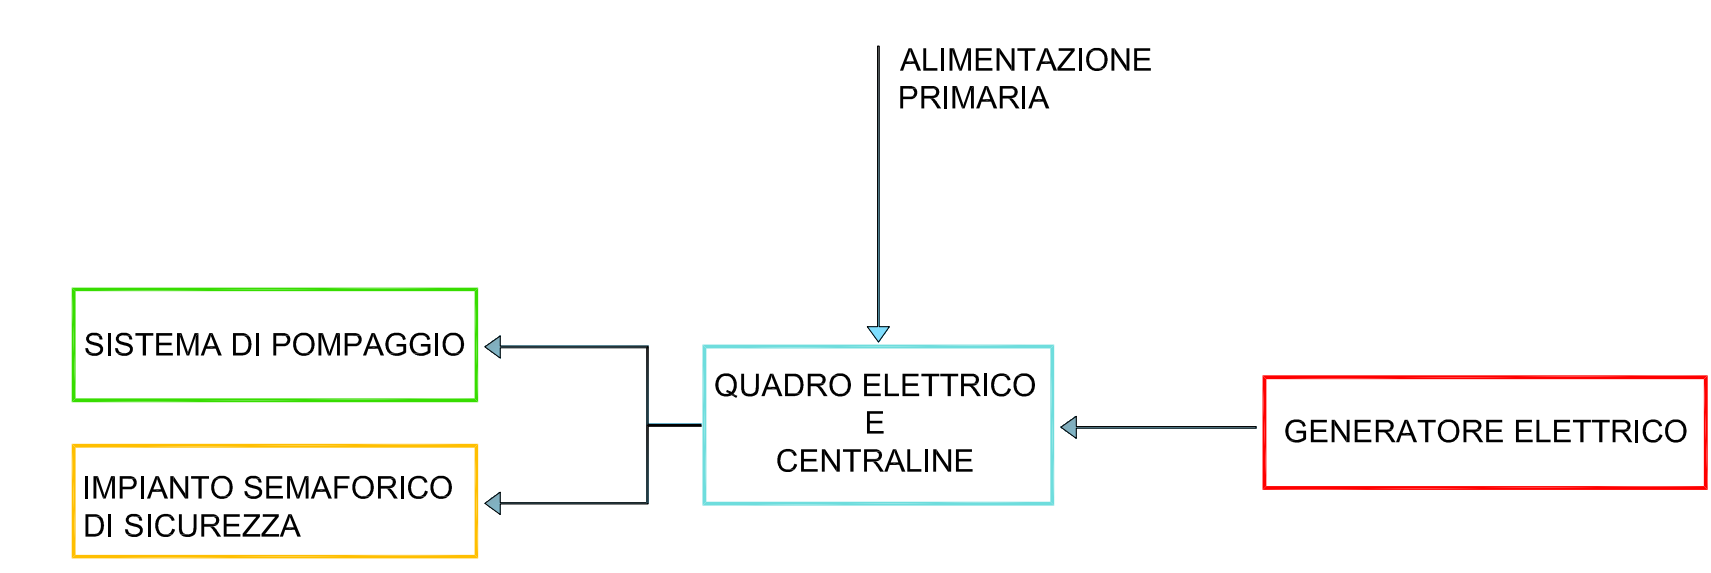 ALIMENTAZIONE
PRIMARIA
SISTEMA DI POMPAGGIO
QUADRO ELETTRICO
E
CENTRALINE
GENERATORE ELETTRICO
IMPIANTO SEMAFORICO
DI SICUREZZA